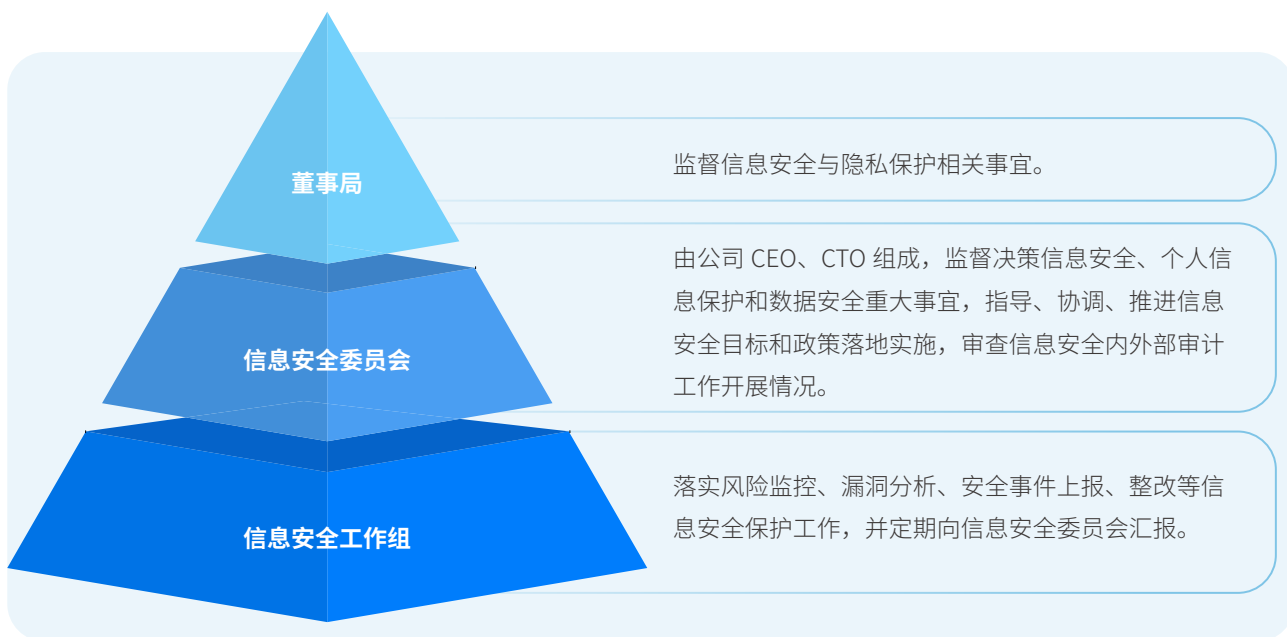 董事局
监督信息安全与隐私保护相关事宜。
信息安全委员会
由公司 CEO、CTO 组成，监督决策信息安全、个人信
息保护和数据安全重大事宜，指导、协调、推进信息
安全目标和政策落地实施，审查信息安全内外部审计
工作开展情况。
信息安全工作组
落实风险监控、漏洞分析、安全事件上报、整改等信
息安全保护工作，并定期向信息安全委员会汇报。